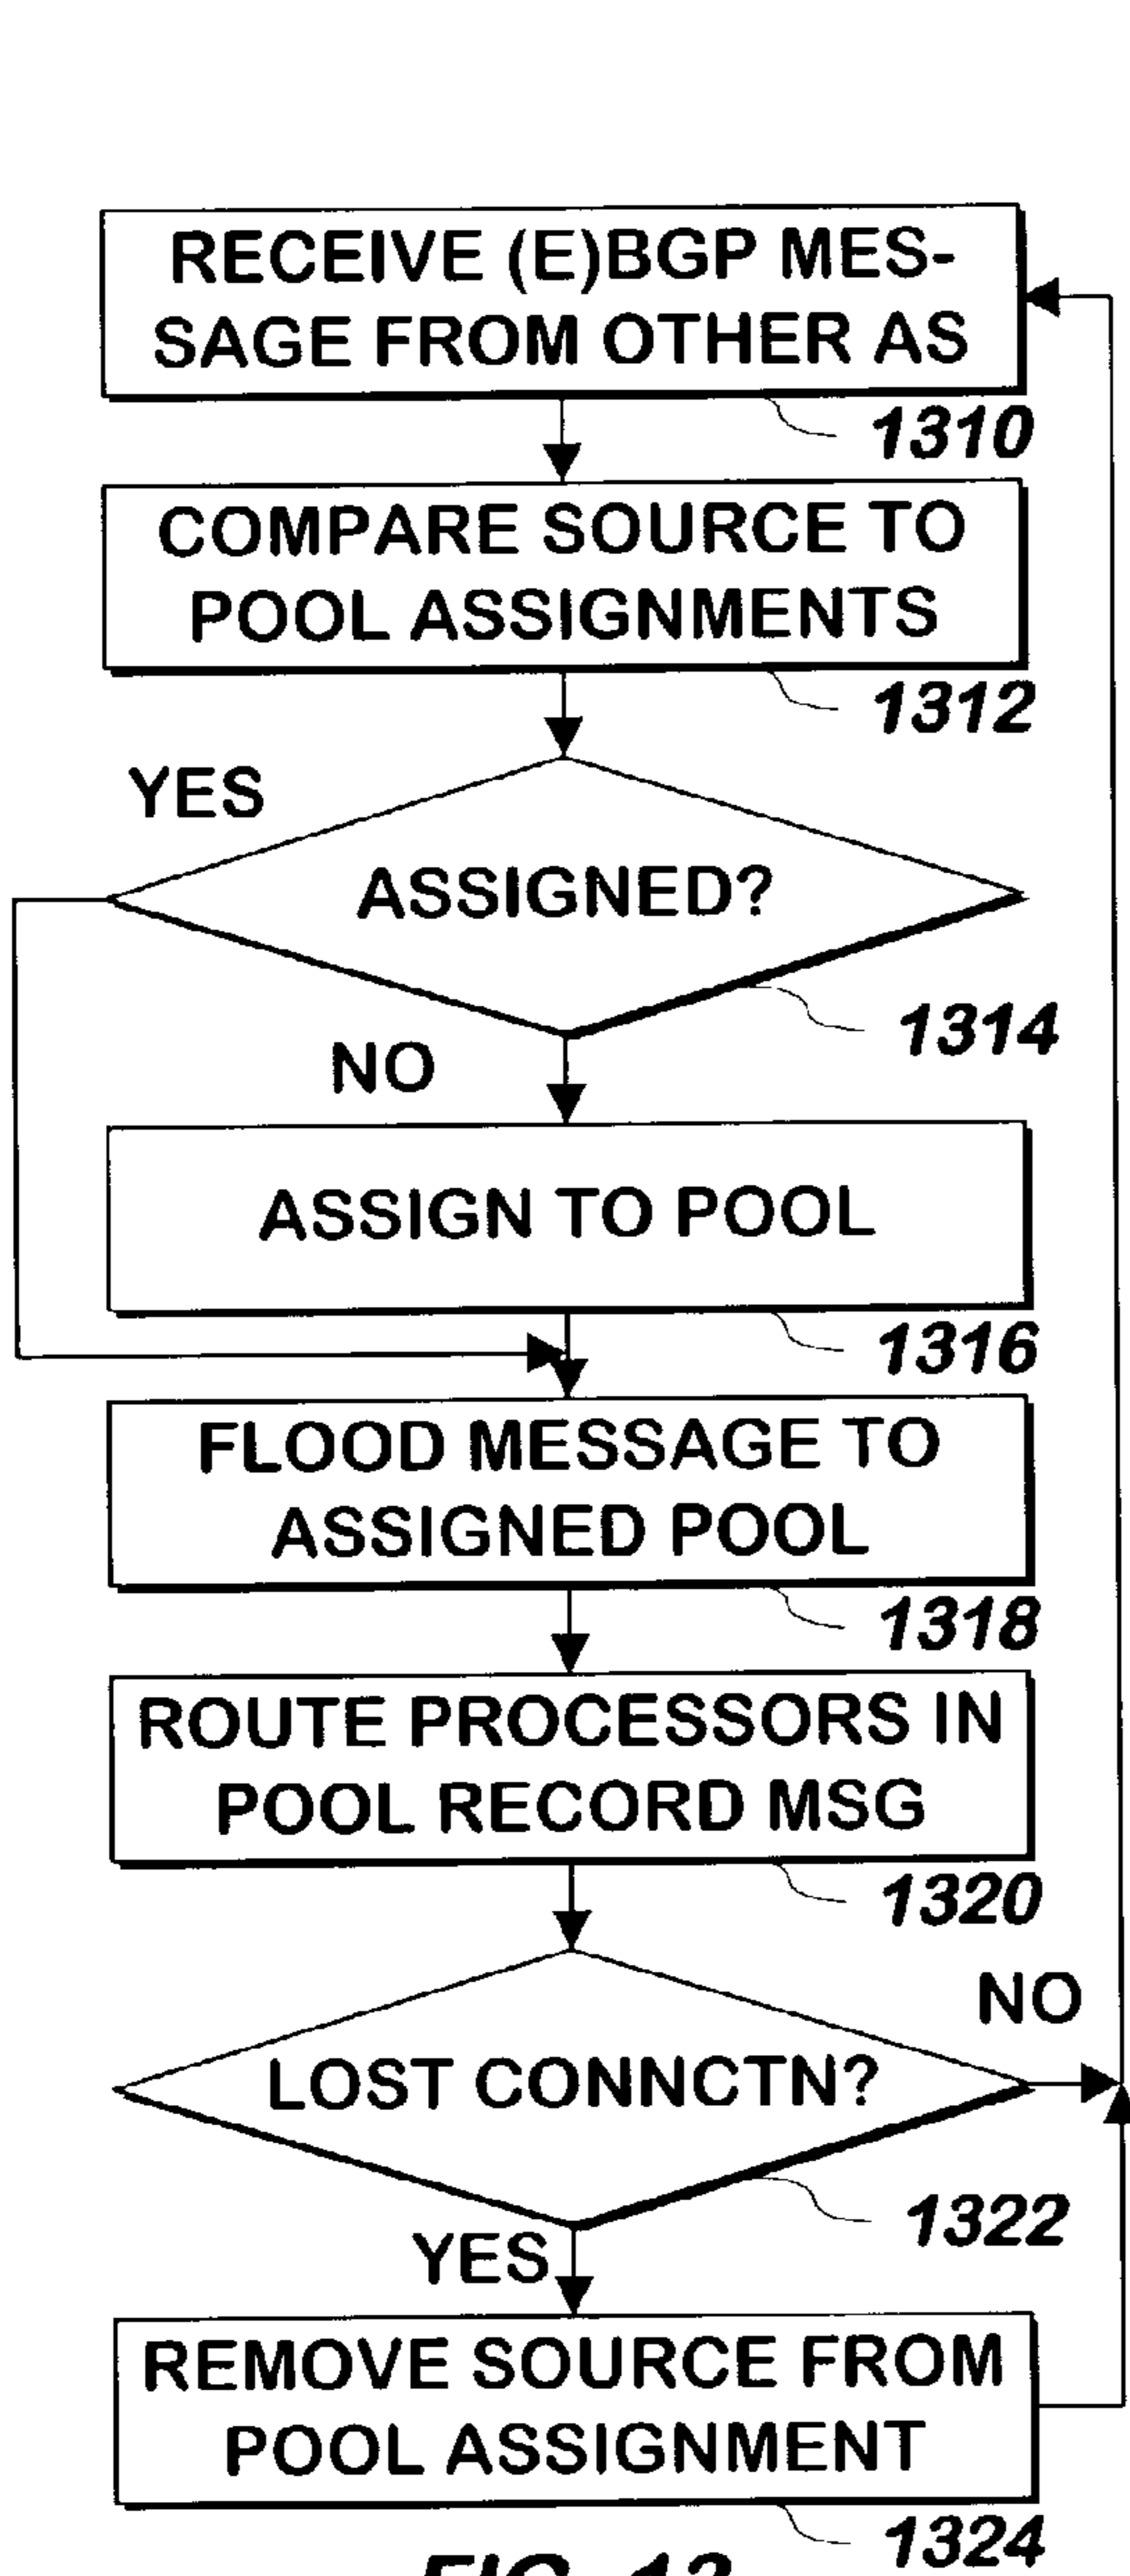 RECEIVE (E)BGP MES-
SAGE FROM OTHER AS
1310
COMPARE SOURCE TO
POOL ASSIGNMENTS
1312
YES
ASSIGNED?
1314
NO
ASSIGN TO POOL
1316
FLOOD MESSAGE TO
ASSIGNED POOL
1318
ROUTE PROCESSORS IN
POOL RECORD MSG
1320
NO
LOST CONNCTN?
1322
YES
REMOVE SOURCE FROM
POOL ASSIGNMENT
1324
FIG. 13